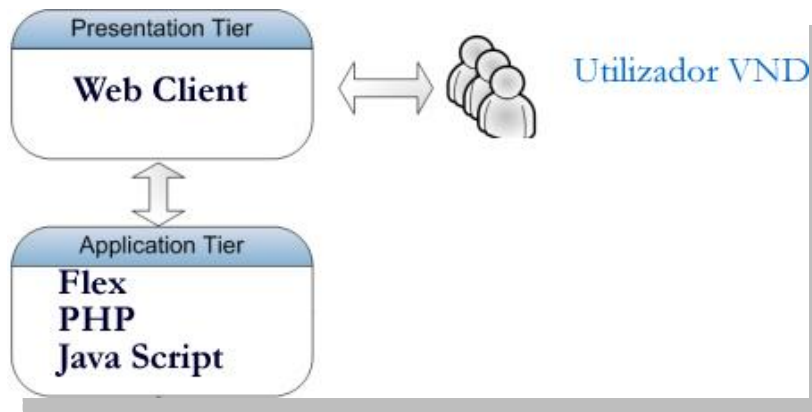 Presentation Tier
Web Client
Utilizador VND
Application Tier
Flex
PHP
Java Script